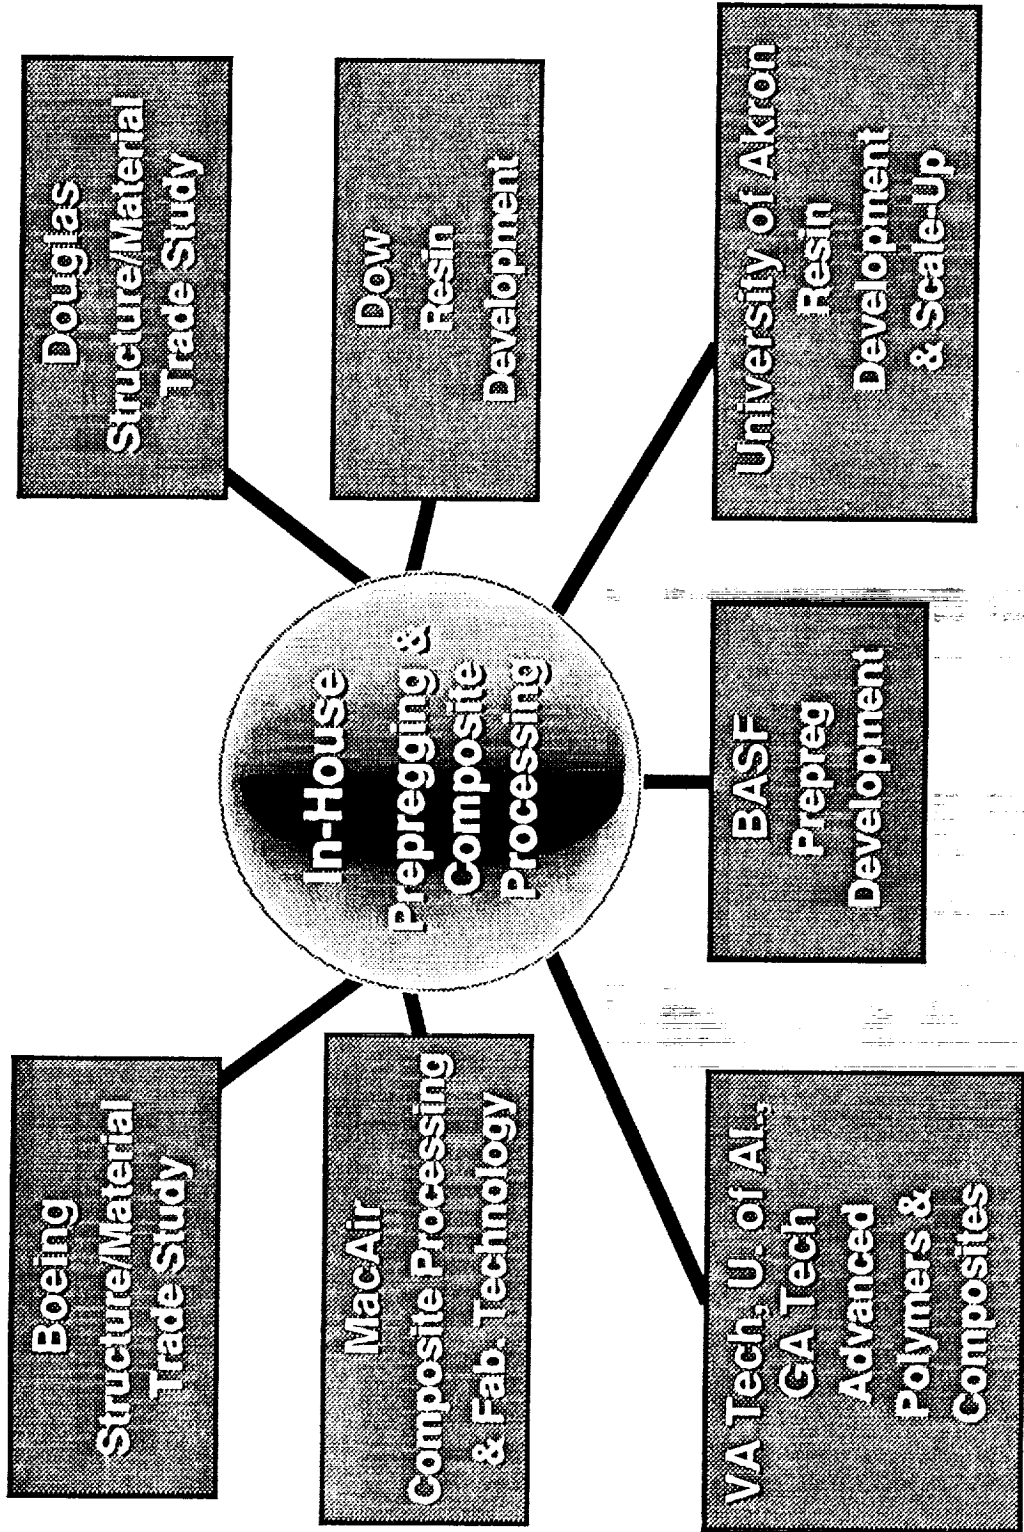 Boeing
Structure/Material
Trade Study
Douglas
Structure/Material
Trade Study
MacAir
Composite Processing
& Fab. Technology
In-House
Prepregging &
Composite
Processing
Dow
Resin
Development
VA Tech, U. of Al.,
GA Tech
Advanced
Polymers &
Composites
BASF
Prepreg
Development
University of Akron
Resin
Development
& Scale-Up